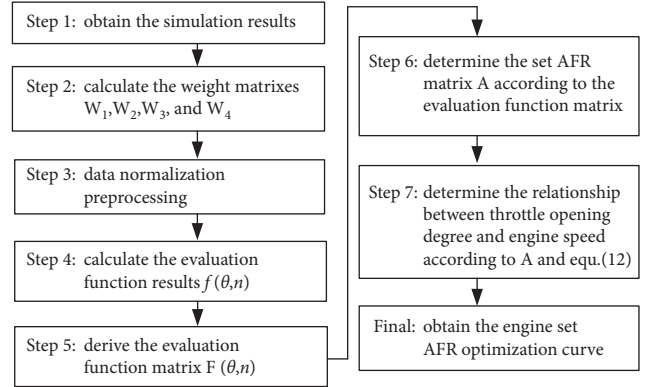 Step 1: obtain the simulation results
Step 2: calculate the weight matrixes
W₁,W₂,W₃, and W₄
Step 3: data normalization
preprocessing
Step 4: calculate the evaluation
function results f(θ,n)
Step 5: derive the evaluation
function matrix F (θ,n)
Step 6: determine the set AFR
matrix A according to the
evaluation function matrix
Step 7: determine the relationship
between throttle opening
degree and engine speed
according to A and equ.(12)
Final: obtain the engine set
AFR optimization curve